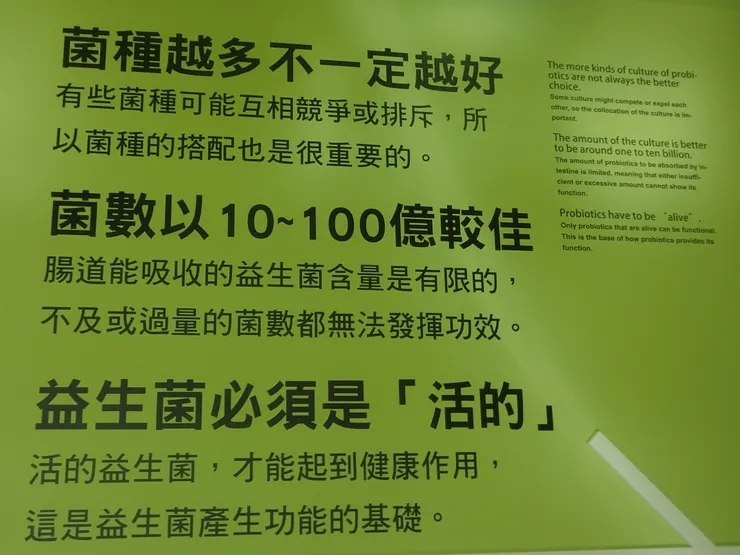 菌種越多不一定越好
有些菌種可能互相競爭或排斥，所
以菌種的搭配也是很重要的。
菌數以10~100億較佳
腸道能吸收的益生菌含量是有限的，
不及或過量的菌數都無法發揮功效。
益生菌必須是「活的」
活的益生菌，才能起到健康作用，
這是益生菌產生功能的基礎。
The more kinds of culture of probi-
otics are not always the better
choice.
Some culture might compete or expel each
other, so the collocation of the culture is im-
portant.
The amount of the culture is better
to be around one to ten billion.
The amount of probiotics to be absorbed by in-
testine is limited, meaning that either insuffi-
cient or excessive amount cannot show its
function.
Probiotics have to be “alive”.
Only probiotics that are alive can be functional.
This is the base of how probiotics provides its
function.